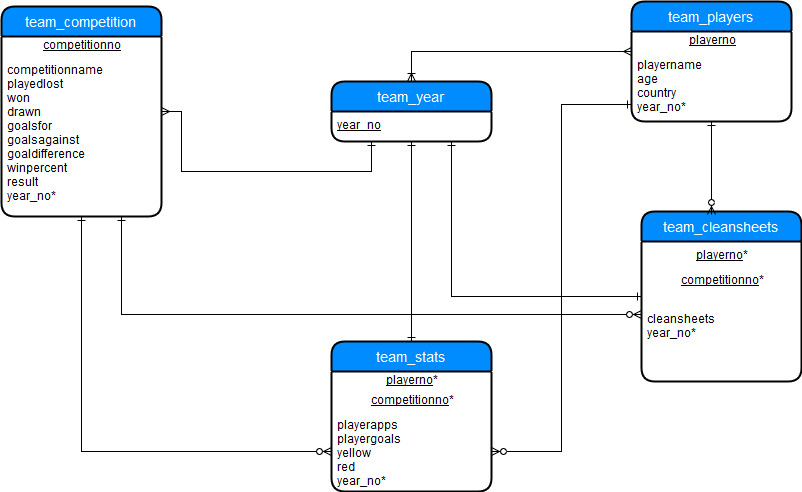 team_competition
competitionno
competitionname
playedlost
won
drawn
goalsfor
goalsagainst
goaldifference
winpercent
result
year_no*
team_year
year_no
team_players
playerno
playername
age
country
year_no*
team_cleansheets
playerno*
competitionno*
cleansheets
year_no*
team_stats
playerno*
competitionno*
playerapps
playergoals
yellow
red
year_no*